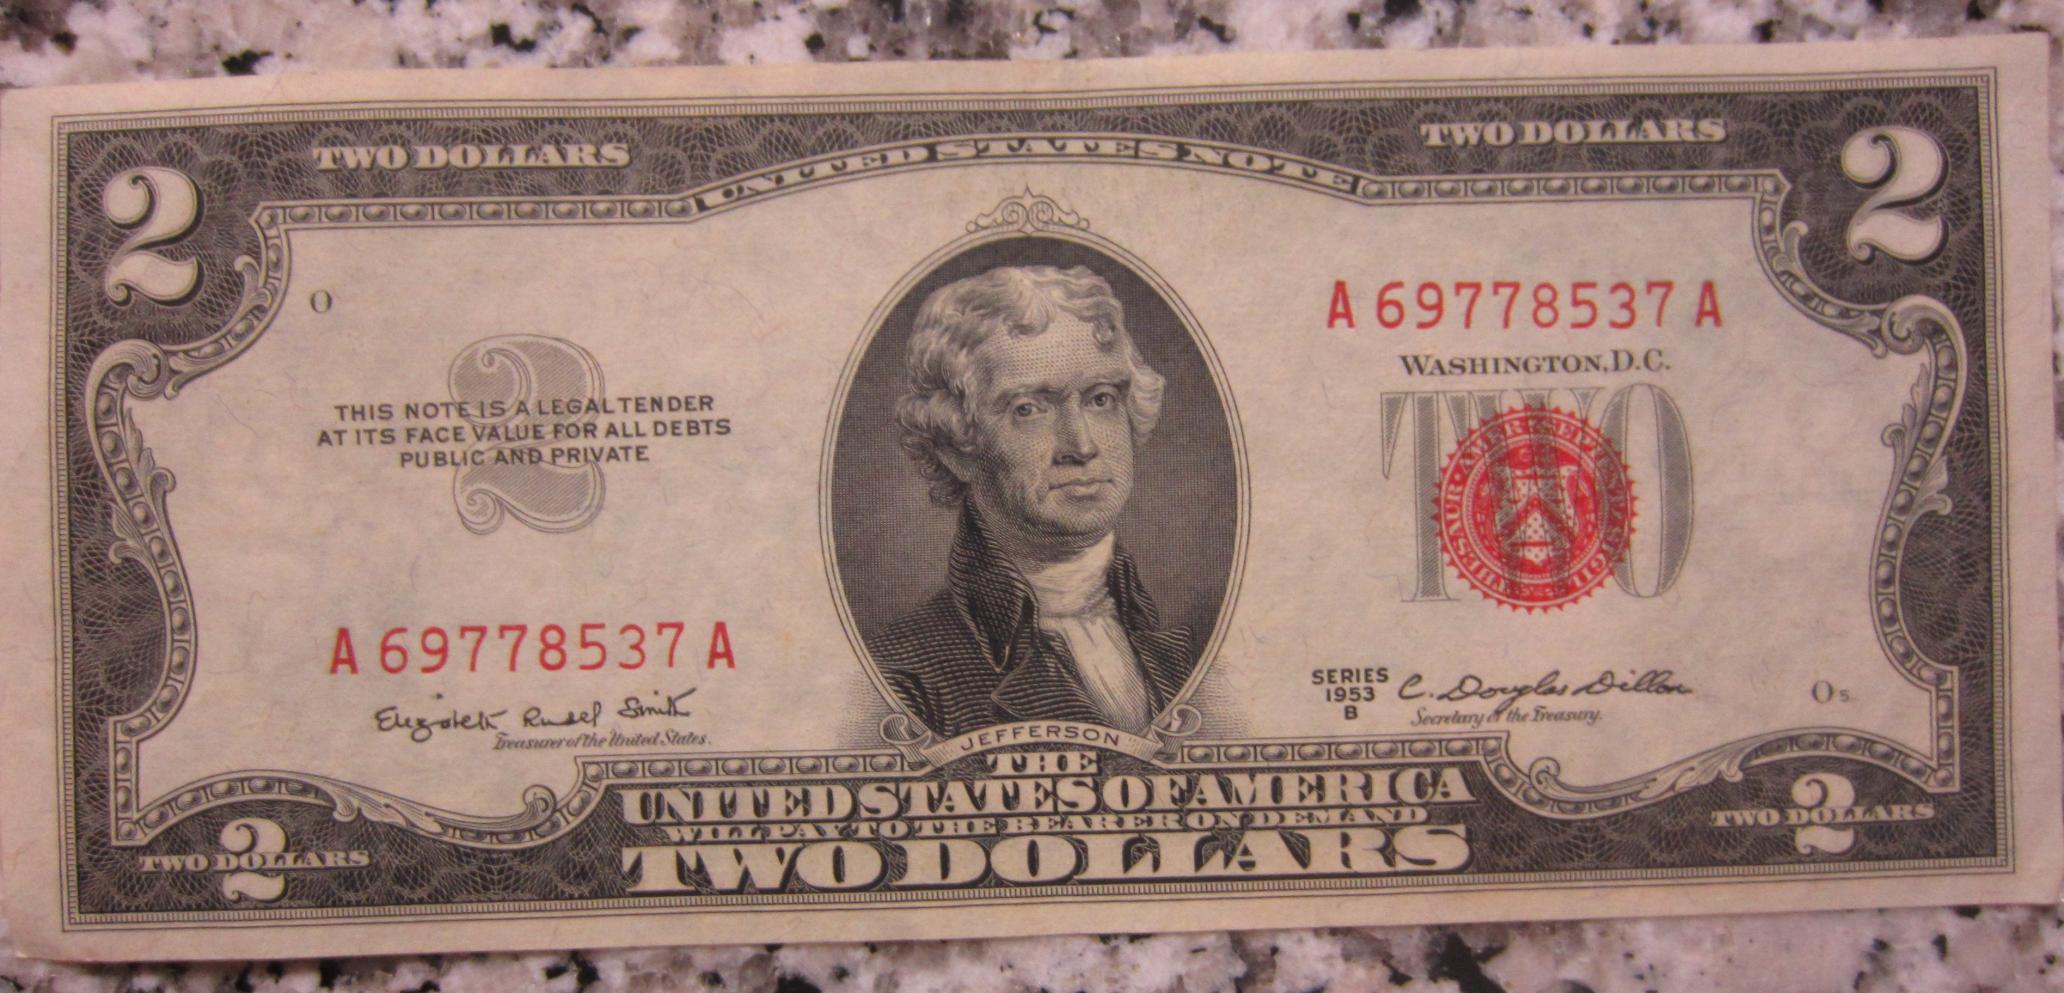 TWO DOLLARS
UNITED STATES NOTE
TWO DOLLARS
2
2
O
A 69778537 A
WASHINGTON, D.C.
2
THIS NOTE IS A LEGAL TENDER
AT ITS FACE VALUE FOR ALL DEBTS
PUBLIC AND PRIVATE
TWO
A 69778537 A
SERIES
1953
B
C. Douglas Dillon
Secretary of the Treasury.
O 5
Elizabeth Rudel Smith
Treasurer of the United States.
JEFFERSON
THE
UNITED STATES OF AMERICA
WILL PAY TO THE BEARER ON DEMAND
TWO DOLLARS
2
TWO DOLLARS
2
TWO DOLLARS